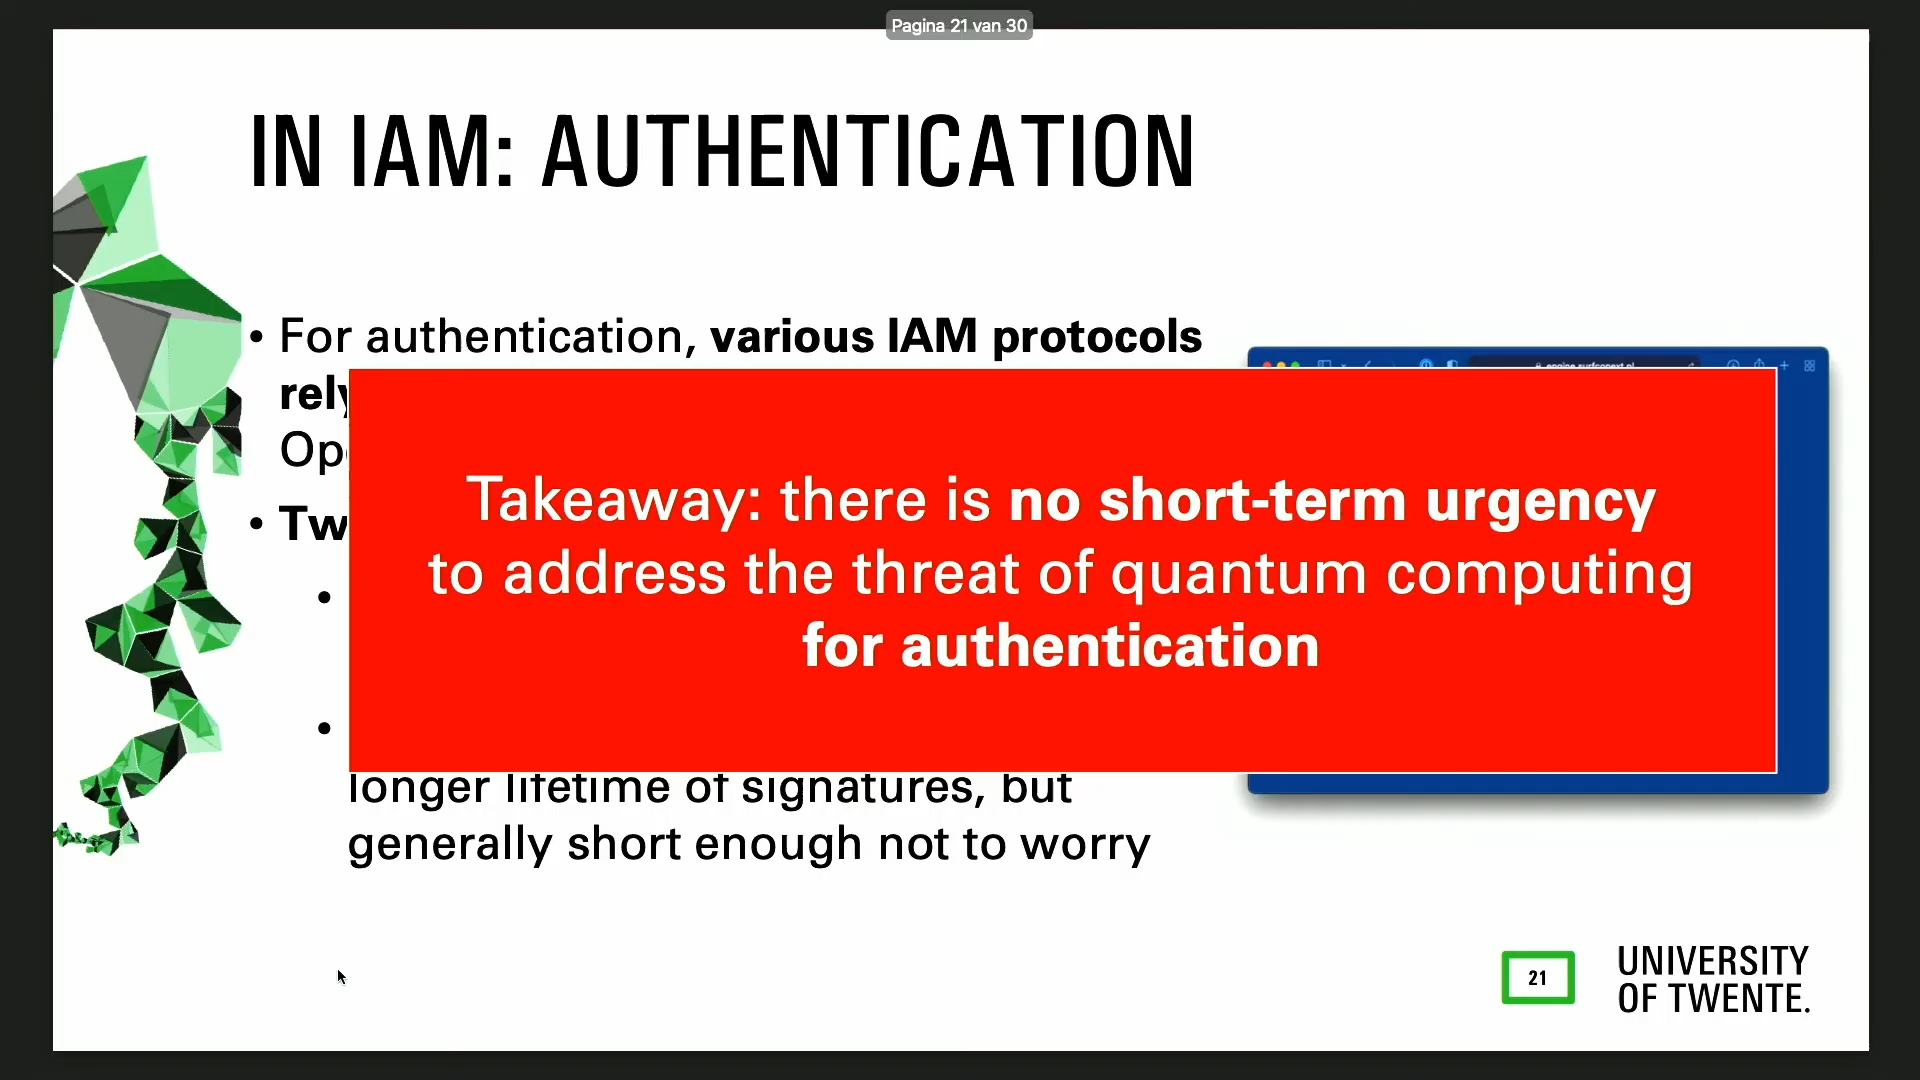 Pagina 21 van 30
IN IAM: AUTHENTICATION
• For authentication, various IAM protocols
rely
Op
• Tw
Takeaway: there is no short-term urgency
to address the threat of quantum computing
for authentication
longer lifetime of signatures, but
generally short enough not to worry
21
UNIVERSITY
OF TWENTE.